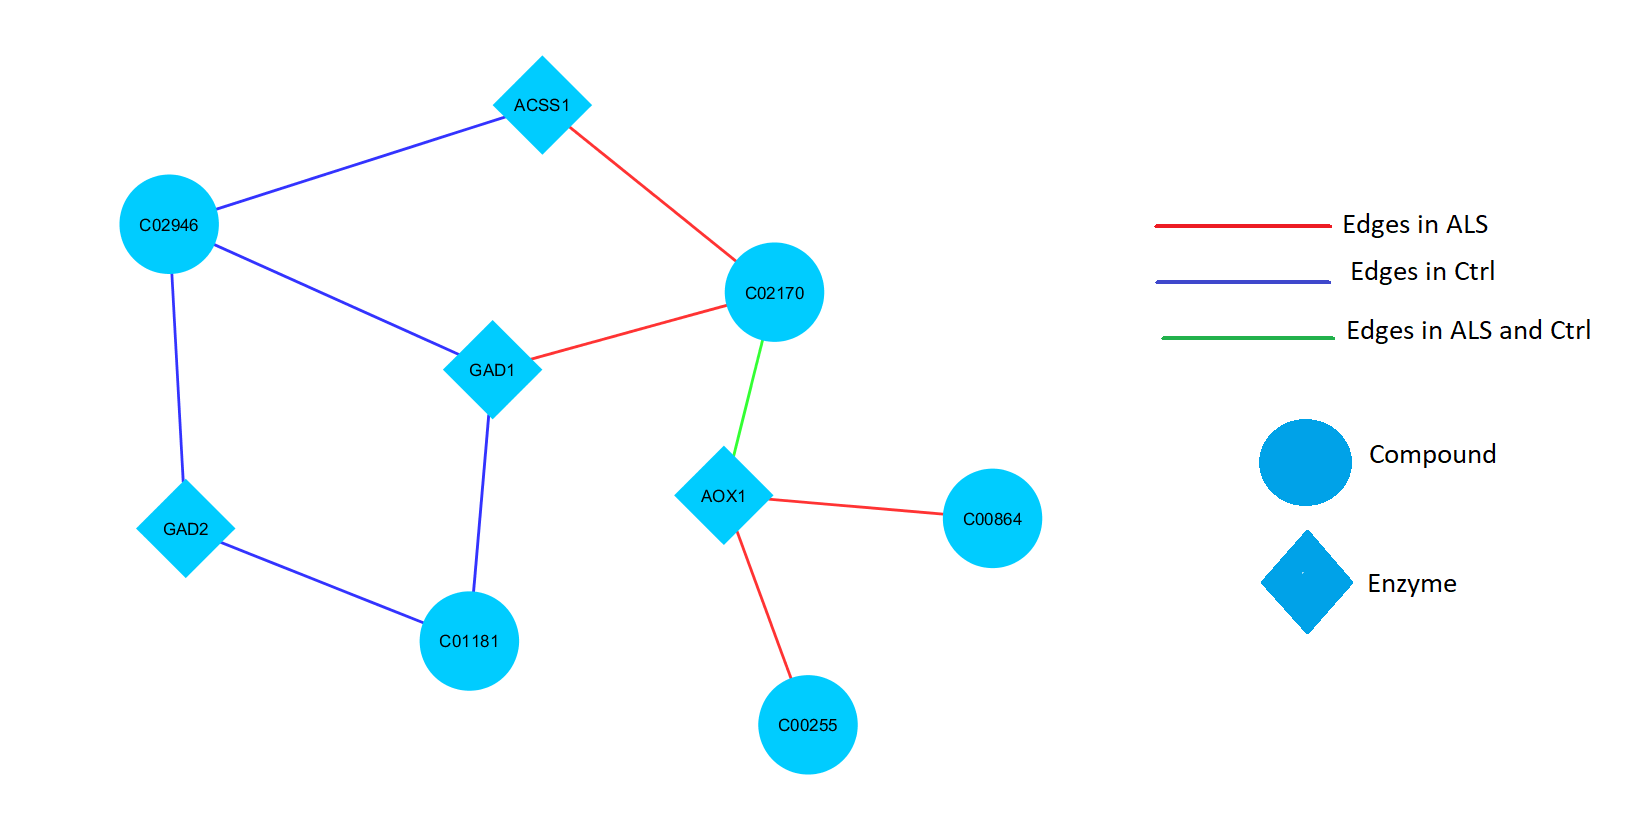 ACSS1
C02946
C02170
GAD1
AOX1
C00864
GAD2
C01181
C00255
Edges in ALS
Edges in Ctrl
Edges in ALS and Ctrl
Compound
Enzyme